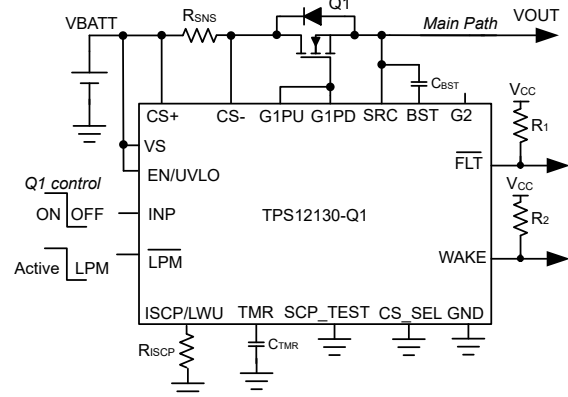 Q1
VBATT
RSNS
Main Path
VOUT
CBST
CS+
CS-
G1PU
G1PD
SRC
BST
G2
VCC
R1
VS
FLT
EN/UVLO
Q1 control
ON
OFF
INP
TPS12130-Q1
VCC
R2
Active
LPM
LPM
WAKE
ISCP/LWU
TMR
SCP_TEST
CS_SEL
GND
RISCP
CTMR